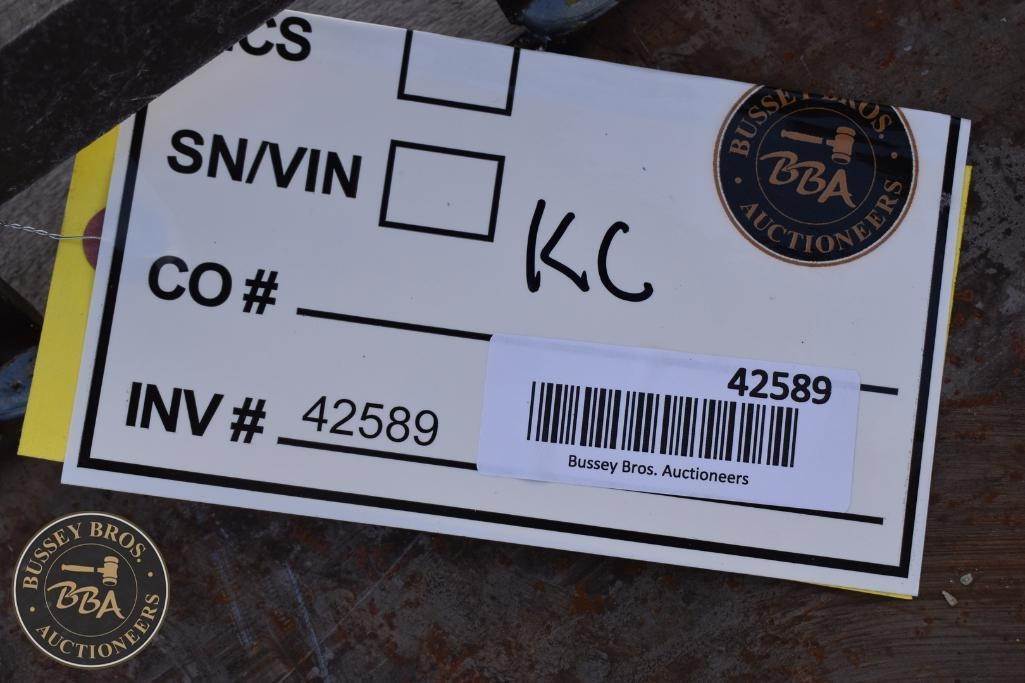 CS
SN/VIN
KC
CO #
INV # 42589
42589
Bussey Bros. Auctioneers
BUSSEY BROS.
BBA
AUCTIONEERS
BUSSEY BROS.
BBA
AUCTIONEERS